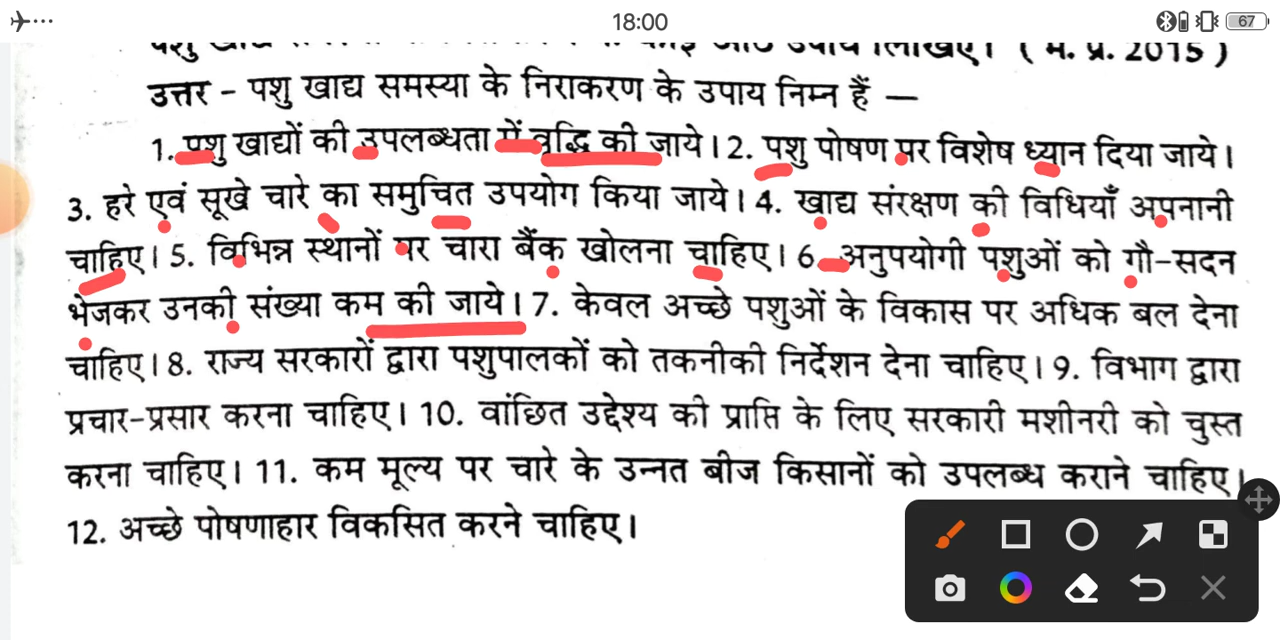 18:00
67
पशु खाद्य उपाय लिखिए। ( म. प्र. 2015 )
उत्तर - पशु खाद्य समस्या के निराकरण के उपाय निम्न हैं —
1. पशु खाद्यों की उपलब्धता में वृद्धि की जाये। 2. पशु पोषण पर विशेष ध्यान दिया जाये।
3. हरे एवं सूखे चारे का समुचित उपयोग किया जाये। 4. खाद्य संरक्षण की विधियाँ अपनानी
चाहिए। 5. विभिन्न स्थानों पर चारा बैंक खोलना चाहिए। 6. अनुपयोगी पशुओं को गौ-सदन
भेजकर उनकी संख्या कम की जाये। 7. केवल अच्छे पशुओं के विकास पर अधिक बल देना
चाहिए। 8. राज्य सरकारों द्वारा पशुपालकों को तकनीकी निर्देशन देना चाहिए। 9. विभाग द्वारा
प्रचार-प्रसार करना चाहिए। 10. वांछित उद्देश्य की प्राप्ति के लिए सरकारी मशीनरी को चुस्त
करना चाहिए। 11. कम मूल्य पर चारे के उन्नत बीज किसानों को उपलब्ध कराने चाहिए।
12. अच्छे पोषणाहार विकसित करने चाहिए।